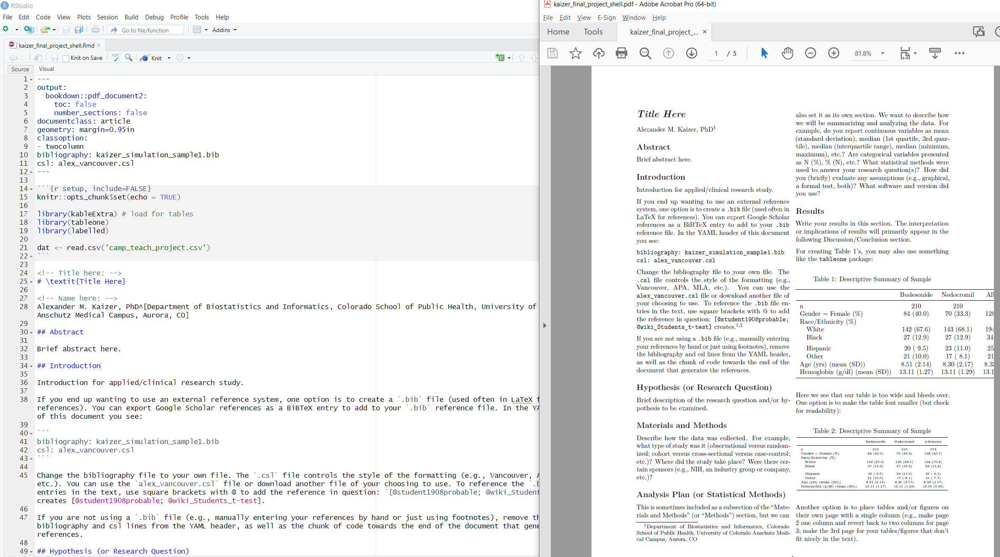 RStudio
File Edit Code View Plots Session Build Debug Profile Tools Help
Go to file/function Addins
kaizer_final_project_shell.Rmd
Knit on Save ABC Knit
Source Visual
1 ---
2 output:
3 bookdown::pdf_document2:
4 toc: false
5 number_sections: false
6 documentclass: article
7 geometry: margin=0.95in
8 classoption:
9 - twocolumn
10 bibliography: kaizer_simulation_sample1.bib
11 csl: alex_vancouver.csl
12 ---
13
14 ```{r setup, include=FALSE}
15 knitr::opts_chunk$set(echo = TRUE)
16
17 library(kableExtra) # load for tables
18 library(tableone)
19 library(labelled)
20
21 dat <- read.csv('camp_teach_project.csv')
22 ```
23
24 <!-- Title here: -->
25 # \textit{Title Here}
26
27 <!-- Name here: -->
28 Alexander M. Kaizer, PhD^[Department of Biostatistics and Informatics, Colorado School of Public Health, University of
Anschutz Medical Campus, Aurora, CO]
29
30 ## Abstract
31
32 Brief abstract here.
33
34 ## Introduction
35
36 Introduction for applied/clinical research study.
37
38 If you end up wanting to use an external reference system, one option is to create a `.bib` file (used often in LaTeX f
references). You can export Google Scholar references as a BiBTeX entry to add to your `.bib` reference file. In the YA
of this document you see:
39
40 ```
41 bibliography: kaizer_simulation_sample1.bib
42 csl: alex_vancouver.csl
43 ```
44
45 Change the bibliography file to your own file. The `.csl` file controls the style of the formatting (e.g., Vancouver, A
etc.). You can use the `alex_vancouver.csl` file or download another file of your choosing to use. To reference the `.b
entries in the text, use square brackets with @ to add the reference in question: `[@student1908probable; @wiki_Student
creates [@student1908probable; @wiki_Students_t-test].
46
47 If you are not using a `.bib` file (e.g., manually entering your references by hand or just using footnotes), remove th
bibliography and csl lines from the YAML header, as well as the chunk of code towards the end of the document that gene
references.
48
49 ## Hypothesis (or Research Question)
kaizer_final_project_shell.pdf - Adobe Acrobat Pro (64-bit)
File Edit View E-Sign Window Help
Home Tools kaizer_final_project_...
1 / 5 81.8%
Title Here
Alexander M. Kaizer, PhD1
Abstract
Brief abstract here.
Introduction
Introduction for applied/clinical research study.
If you end up wanting to use an external reference
system, one option is to create a .bib file (used often in
LaTeX for references). You can export Google Scholar
references as a BiBTeX entry to add to your .bib
reference file. In the YAML header of this document
you see:
bibliography: kaizer_simulation_sample1.bib
csl: alex_vancouver.csl
Change the bibliography file to your own file. The
.csl file controls the style of the formatting (e.g.,
Vancouver, APA, MLA, etc.). You can use the
alex_vancouver.csl file or download another file of
your choosing to use. To reference the .bib file en-
tries in the text, use square brackets with @ to add
the reference in question: [@student1908probable;
@wiki_Students_t-test] creates.1,2
If you are not using a .bib file (e.g., manually entering
your references by hand or just using footnotes), remove
the bibliography and csl lines from the YAML header,
as well as the chunk of code towards the end of the
document that generates the references.
Hypothesis (or Research Question)
Brief description of the research question and/or hy-
pothesis to be examined.
Materials and Methods
Describe how the data was collected. For example,
what type of study was it (observational versus random-
ized; cohort versus cross-sectional versus case-control;
etc.)? Where did the study take place? Were there cer-
tain sponsors (e.g., NIH, an industry group or company,
etc.)?
Analysis Plan (or Statistical Methods)
This is sometimes included as a subsection of the “Mate-
rials and Methods” (or “Methods”) section, but we can
1Department of Biostatistics and Informatics, Colorado
School of Public Health, University of Colorado Anschutz Medi-
cal Campus, Aurora, CO
also set it as its own section. We want to describe how
we will be summarizing and analyzing the data. For
example, do you report continuous variables as mean
(standard deviation), median (1st quartile, 3rd quar-
tile), median (interquartile range), median (minimum,
maximum), etc.? Are categorical variables presented
as N (%), % (N), etc.? What statistical methods were
used to answer your research question(s)? How did
you (briefly) evaluate any assumptions (e.g., graphical,
a formal test, both)? What software and version did
you use?
Results
Write your results in this section. The interpretation
or implications of results will primarily appear in the
following Discussion/Conclusion section.
For creating Table 1's, you may also use something
like the tableone package:
Table 1: Descriptive Summary of Sample
Budesonide Nedocromil Al
n 210 210
Gender = Female (%) 84 (40.0) 70 (33.3) 128
Race/Ethnicity (%)
White 142 (67.6) 143 (68.1) 194
Black 27 (12.9) 27 (12.9) 34
Hispanic 20 ( 9.5) 23 (11.0) 25
Other 21 (10.0) 17 ( 8.1) 21
Age (yrs) (mean (SD)) 8.51 (2.14) 8.30 (2.17) 8.3
Hemoglobin (g/dl) (mean (SD)) 13.11 (1.27) 13.11 (1.29) 13.1
Here we see that our table is too wide and bleeds over.
One option is to make the table font smaller (but check
for readability):
Table 2: Descriptive Summary of Sample
Budesonide Nedocromil Albuterol
n 210 210 274
Gender = Female (%) 84 (40.0) 70 (33.3) 128 (46.7)
Race/Ethnicity (%)
White 142 (67.6) 143 (68.1) 194 (70.8)
Black 27 (12.9) 27 (12.9) 34 (12.4)
Hispanic 20 ( 9.5) 23 (11.0) 25 ( 9.1)
Other 21 (10.0) 17 ( 8.1) 21 ( 7.7)
Age (yrs) (mean (SD)) 8.51 (2.14) 8.30 (2.17) 8.33 (2.17)
Hemoglobin (g/dl) (mean (SD)) 13.11 (1.27) 13.11 (1.29) 13.15 (0.95)
Another option is to place tables and/or figures on
their own page with a single column (e.g., make page
2 one column and revert back to two columns for page
3; make the 3rd page for your tables/figures that don't
fit nicely in the text).